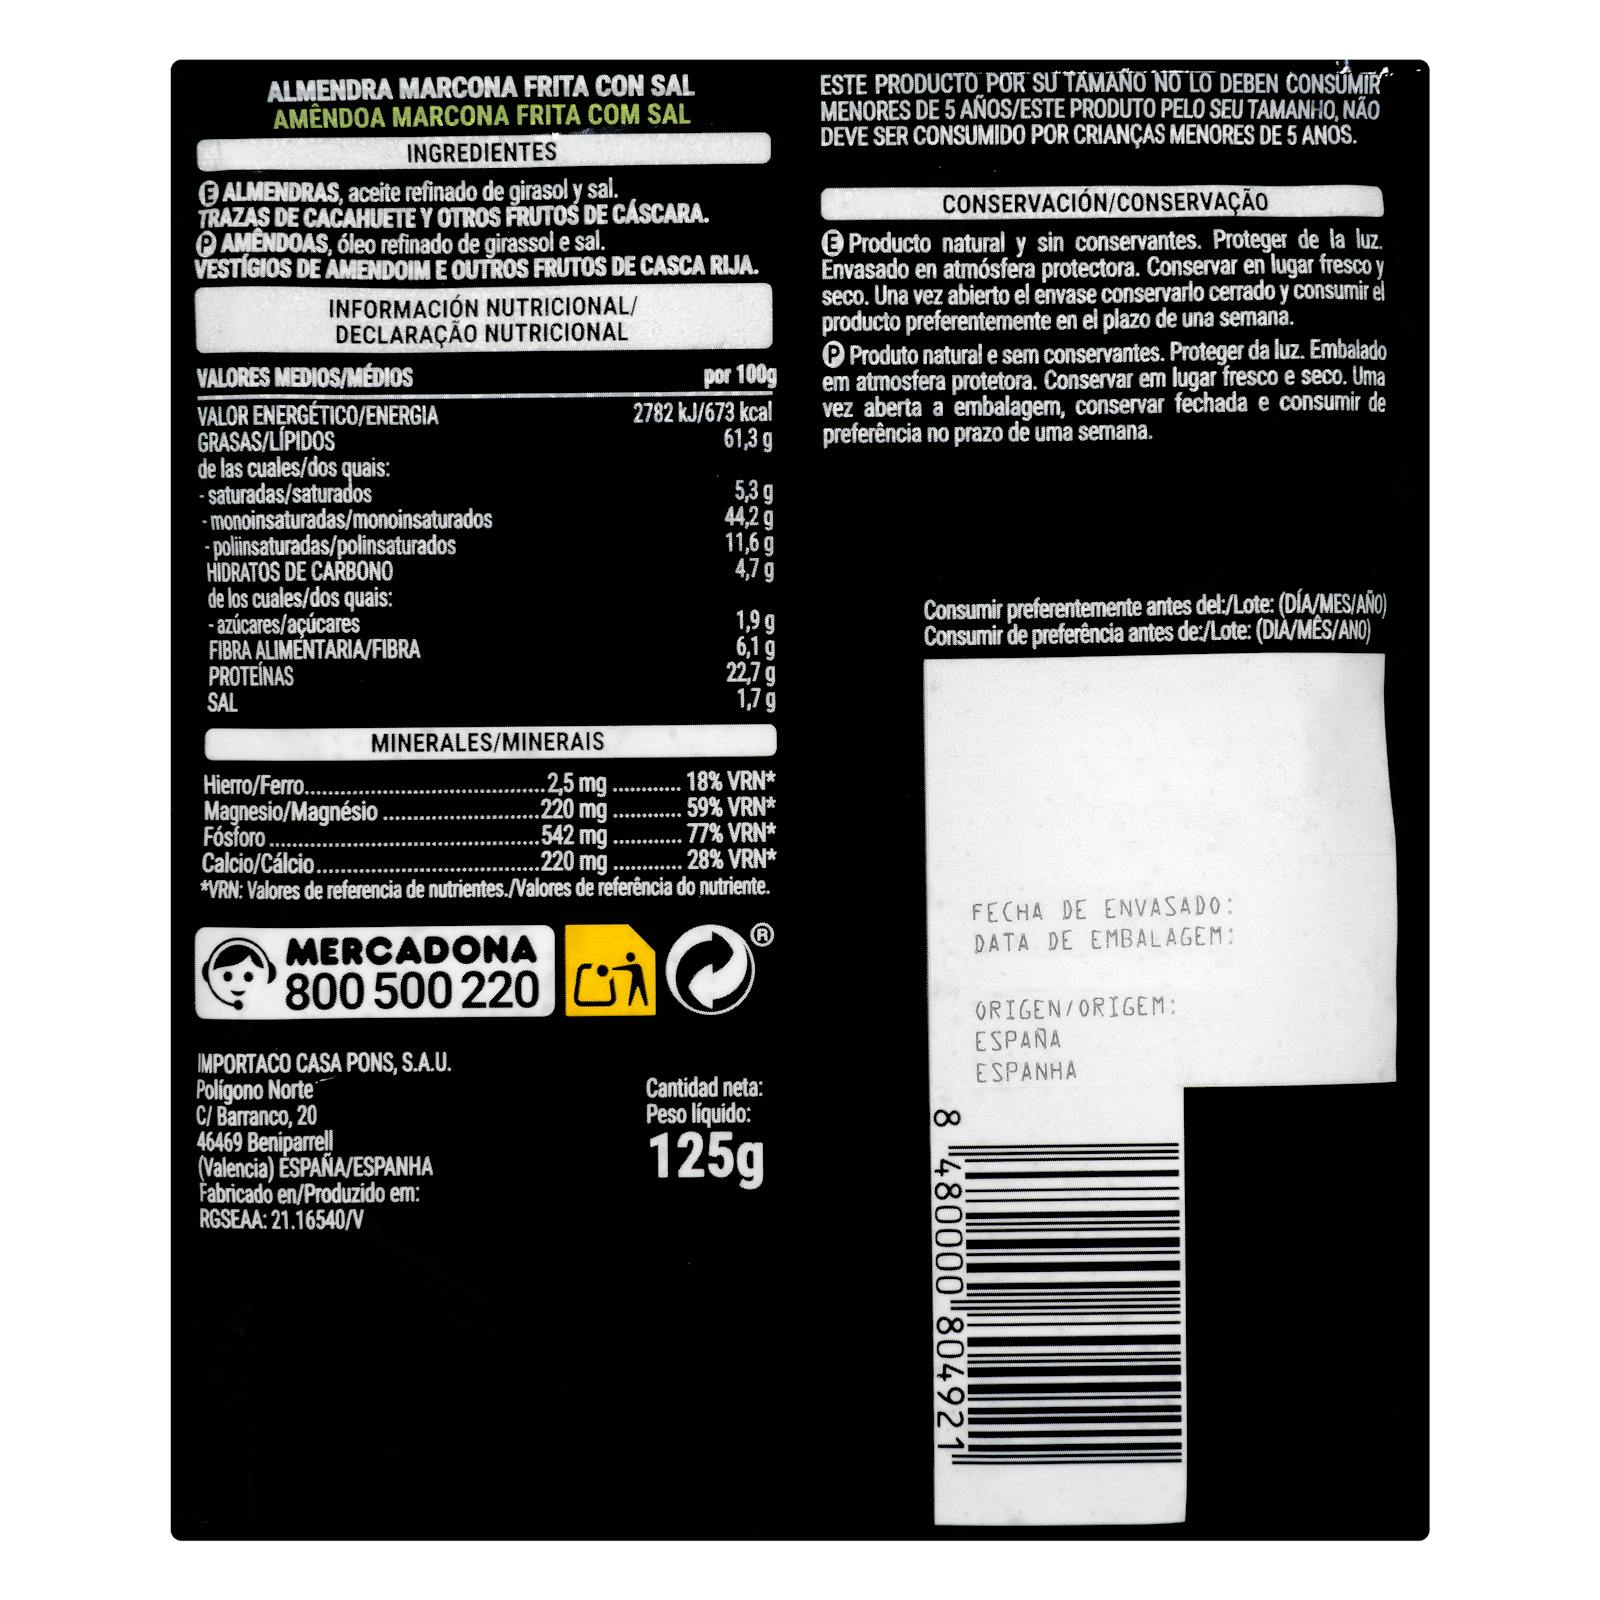 ALMENDRA MARCONA FRITA CON SAL
AMÊNDOA MARCONA FRITA COM SAL
INGREDIENTES
E ALMENDRAS, aceite refinado de girasol y sal.
TRAZAS DE CACAHUETE Y OTROS FRUTOS DE CÁSCARA.
P AMÊNDOAS, óleo refinado de girassol e sal.
VESTÍGIOS DE AMENDOIM E OUTROS FRUTOS DE CASCA RIJA.
INFORMACIÓN NUTRICIONAL/
DECLARAÇÃO NUTRICIONAL
VALORES MEDIOS/MÉDIOS por 100g
VALOR ENERGÉTICO/ENERGIA 2782 kJ/673 kcal
GRASAS/LÍPIDOS 61,3 g
de las cuales/dos quais:
- saturadas/saturados 5,3 g
- monoinsaturadas/monoinsaturados 44,2 g
- poliinsaturadas/polinsaturados 11,6 g
HIDRATOS DE CARBONO 4,7 g
de los cuales/dos quais:
- azúcares/açúcares 1,9 g
FIBRA ALIMENTARIA/FIBRA 6,1 g
PROTEÍNAS 22,7 g
SAL 1,7 g
MINERALES/MINERAIS
Hierro/Ferro.......2,5 mg ....... 18% VRN*
Magnesio/Magnésio .......220 mg ....... 59% VRN*
Fósforo .......542 mg ....... 77% VRN*
Calcio/Cálcio.......220 mg ....... 28% VRN*
*VRN: Valores de referencia de nutrientes./Valores de referência do nutriente.
MERCADONA
800 500 220
®
IMPORTACO CASA PONS, S.A.U.
Polígono Norte
C/ Barranco, 20
46469 Beniparrell
(Valencia) ESPAÑA/ESPANHA
Fabricado en/Produzido em:
RGSEAA: 21.16540/V
Cantidad neta:
Peso líquido:
125g
ESTE PRODUCTO POR SU TAMAÑO NO LO DEBEN CONSUMIR
MENORES DE 5 AÑOS/ESTE PRODUTO PELO SEU TAMANHO, NÃO
DEVE SER CONSUMIDO POR CRIANÇAS MENORES DE 5 ANOS.
CONSERVACIÓN/CONSERVAÇÃO
E Producto natural y sin conservantes. Proteger de la luz.
Envasado en atmósfera protectora. Conservar en lugar fresco y
seco. Una vez abierto el envase conservarlo cerrado y consumir el
producto preferentemente en el plazo de una semana.
P Produto natural e sem conservantes. Proteger da luz. Embalado
em atmosfera protetora. Conservar em lugar fresco e seco. Uma
vez aberta a embalagem, conservar fechada e consumir de
preferência no prazo de uma semana.
Consumir preferentemente antes del:/Lote: (DÍA/MES/AÑO)
Consumir de preferência antes de:/Lote: (DIA/MÊS/ANO)
FECHA DE ENVASADO:
DATA DE EMBALAGEM:
ORIGEN/ORIGEM:
ESPAÑA
ESPANHA
8 480000 804921